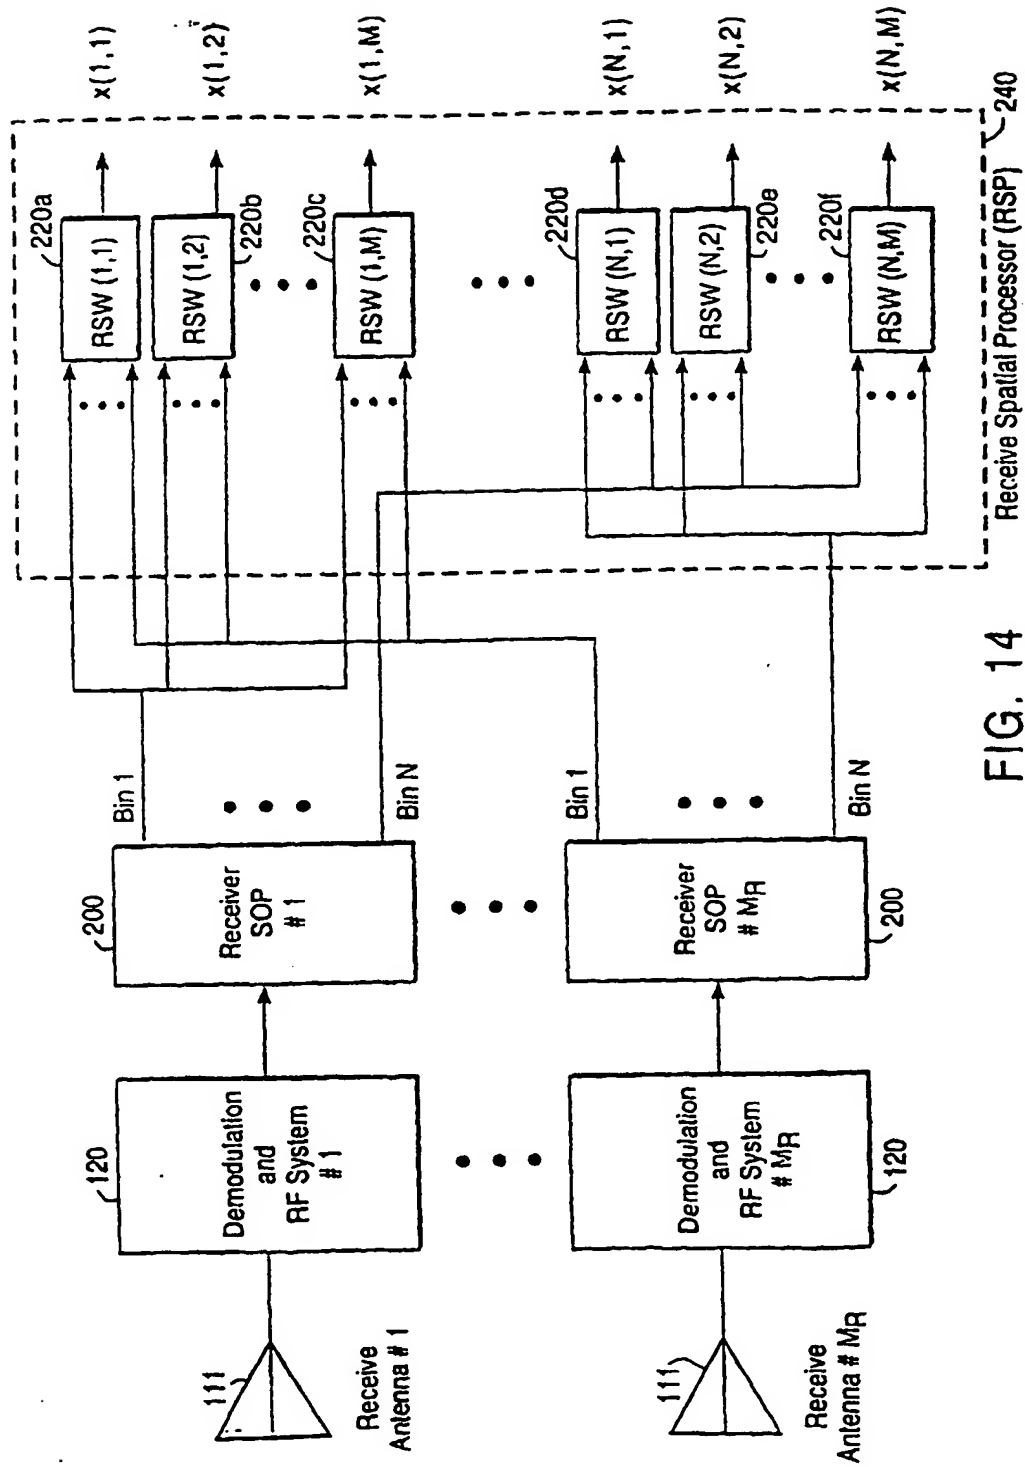 111
Receive
Antenna # 1
120
Demodulation
and
RF System
# 1
200
Receiver
SOP
# 1
Bin 1
Bin N
220a
RSW (1,1)
x(1,1)
RSW (1,2)
220b
x(1,2)
220c
RSW (1,M)
x(1,M)
111
Receive
Antenna # MR
Demodulation
and
RF System
# MR
120
Receiver
SOP
# MR
200
Bin 1
Bin N
220d
RSW (N,1)
x(N,1)
RSW (N,2)
220e
x(N,2)
220f
RSW (N,M)
x(N,M)
Receive Spatial Processor (RSP)
240
FIG. 14